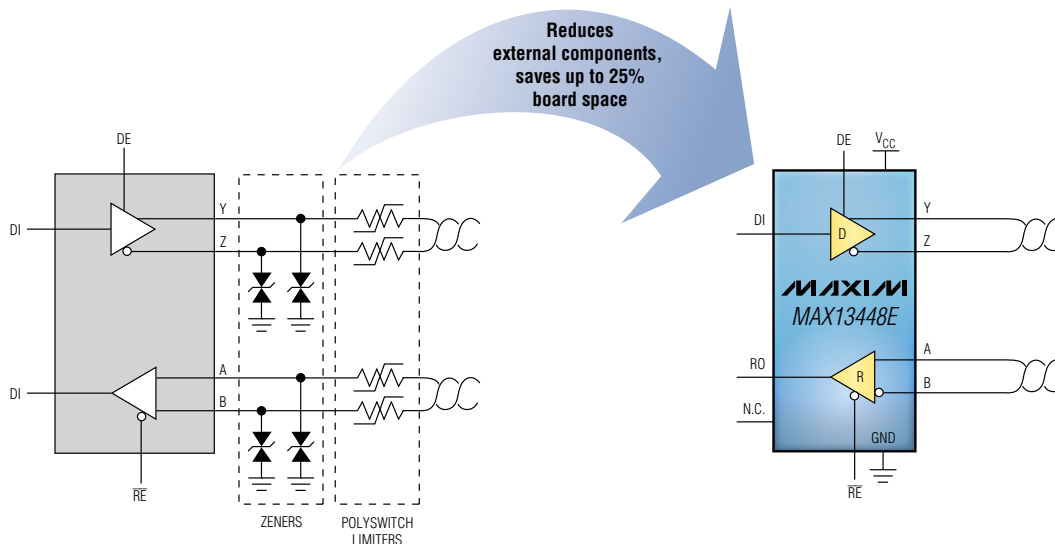 Reduces
external components,
saves up to 25%
board space
DE
DI
Y
Z
A
B
DI
RE
ZENERS
POLYSWITCH
LIMITERS
DE
VCC
DI
D
Y
Z
MAXIM
MAX13448E
RO
R
A
B
N.C.
GND
RE